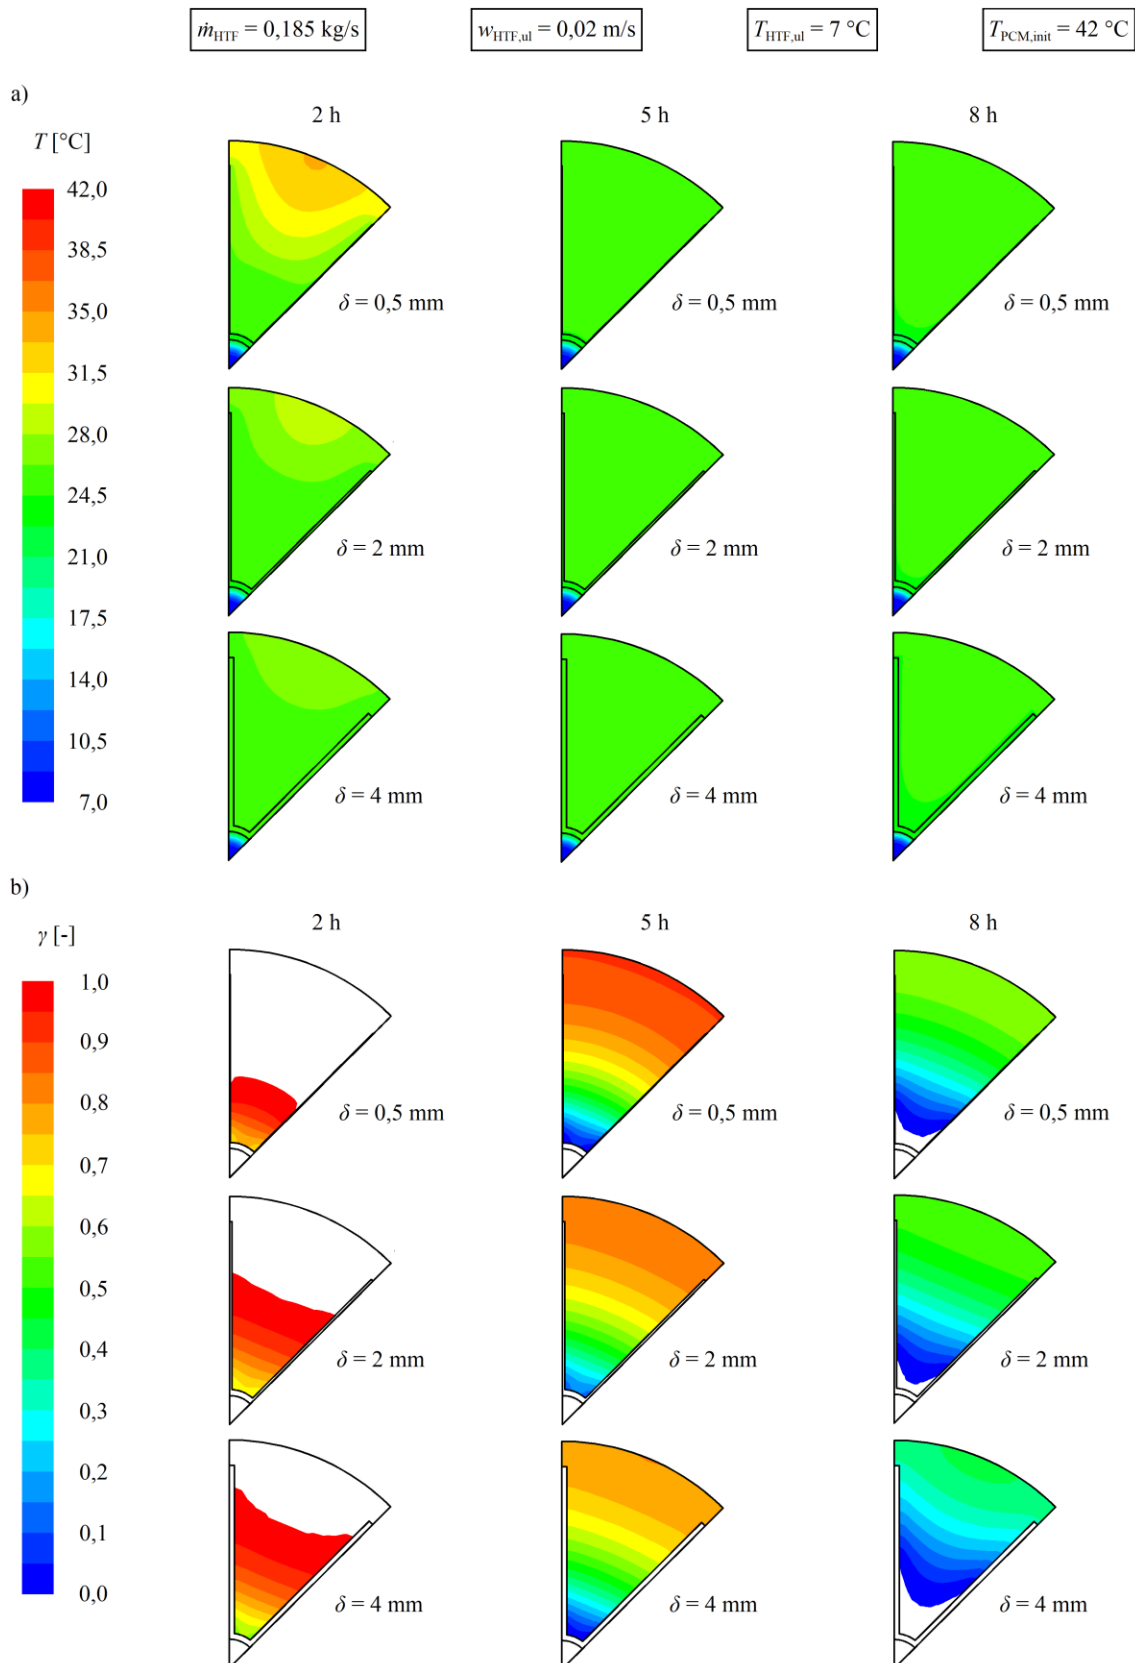 ṁHTF = 0,185 kg/s wHTF,ul = 0,02 m/s THTF,ul = 7 °C TPCM,init = 42 °C
a)
2 h 5 h 8 h
T [°C]
42,0
38,5
35,0
31,5
28,0
24,5
21,0
17,5
14,0
10,5
7,0
δ = 0,5 mm δ = 0,5 mm δ = 0,5 mm
δ = 2 mm δ = 2 mm δ = 2 mm
δ = 4 mm δ = 4 mm δ = 4 mm
b)
2 h 5 h 8 h
γ [-]
1,0
0,9
0,8
0,7
0,6
0,5
0,4
0,3
0,2
0,1
0,0
δ = 0,5 mm δ = 0,5 mm δ = 0,5 mm
δ = 2 mm δ = 2 mm δ = 2 mm
δ = 4 mm δ = 4 mm δ = 4 mm